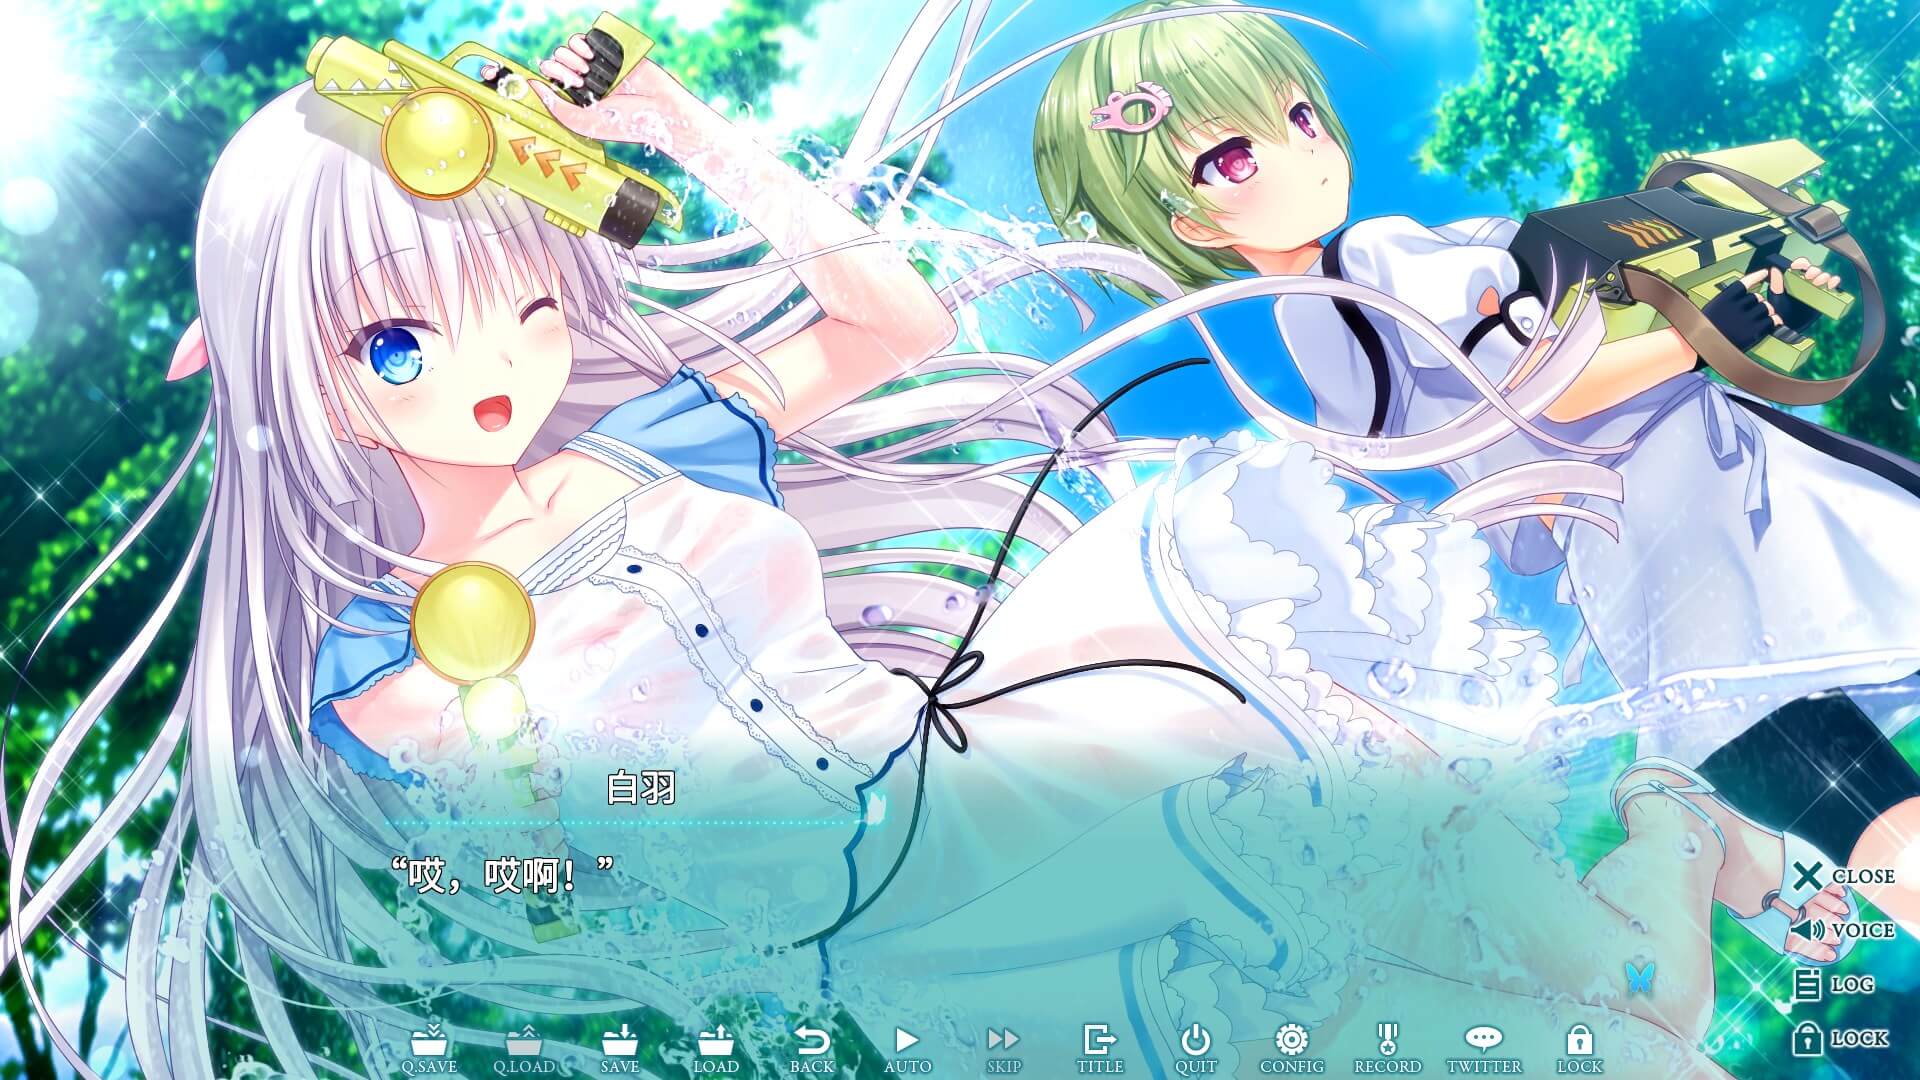 白羽
“哎，哎啊！”
CLOSE
VOICE
LOG
LOCK
Q.SAVE Q.LOAD SAVE LOAD BACK AUTO SKIP TITLE QUIT CONFIG RECORD TWITTER LOCK